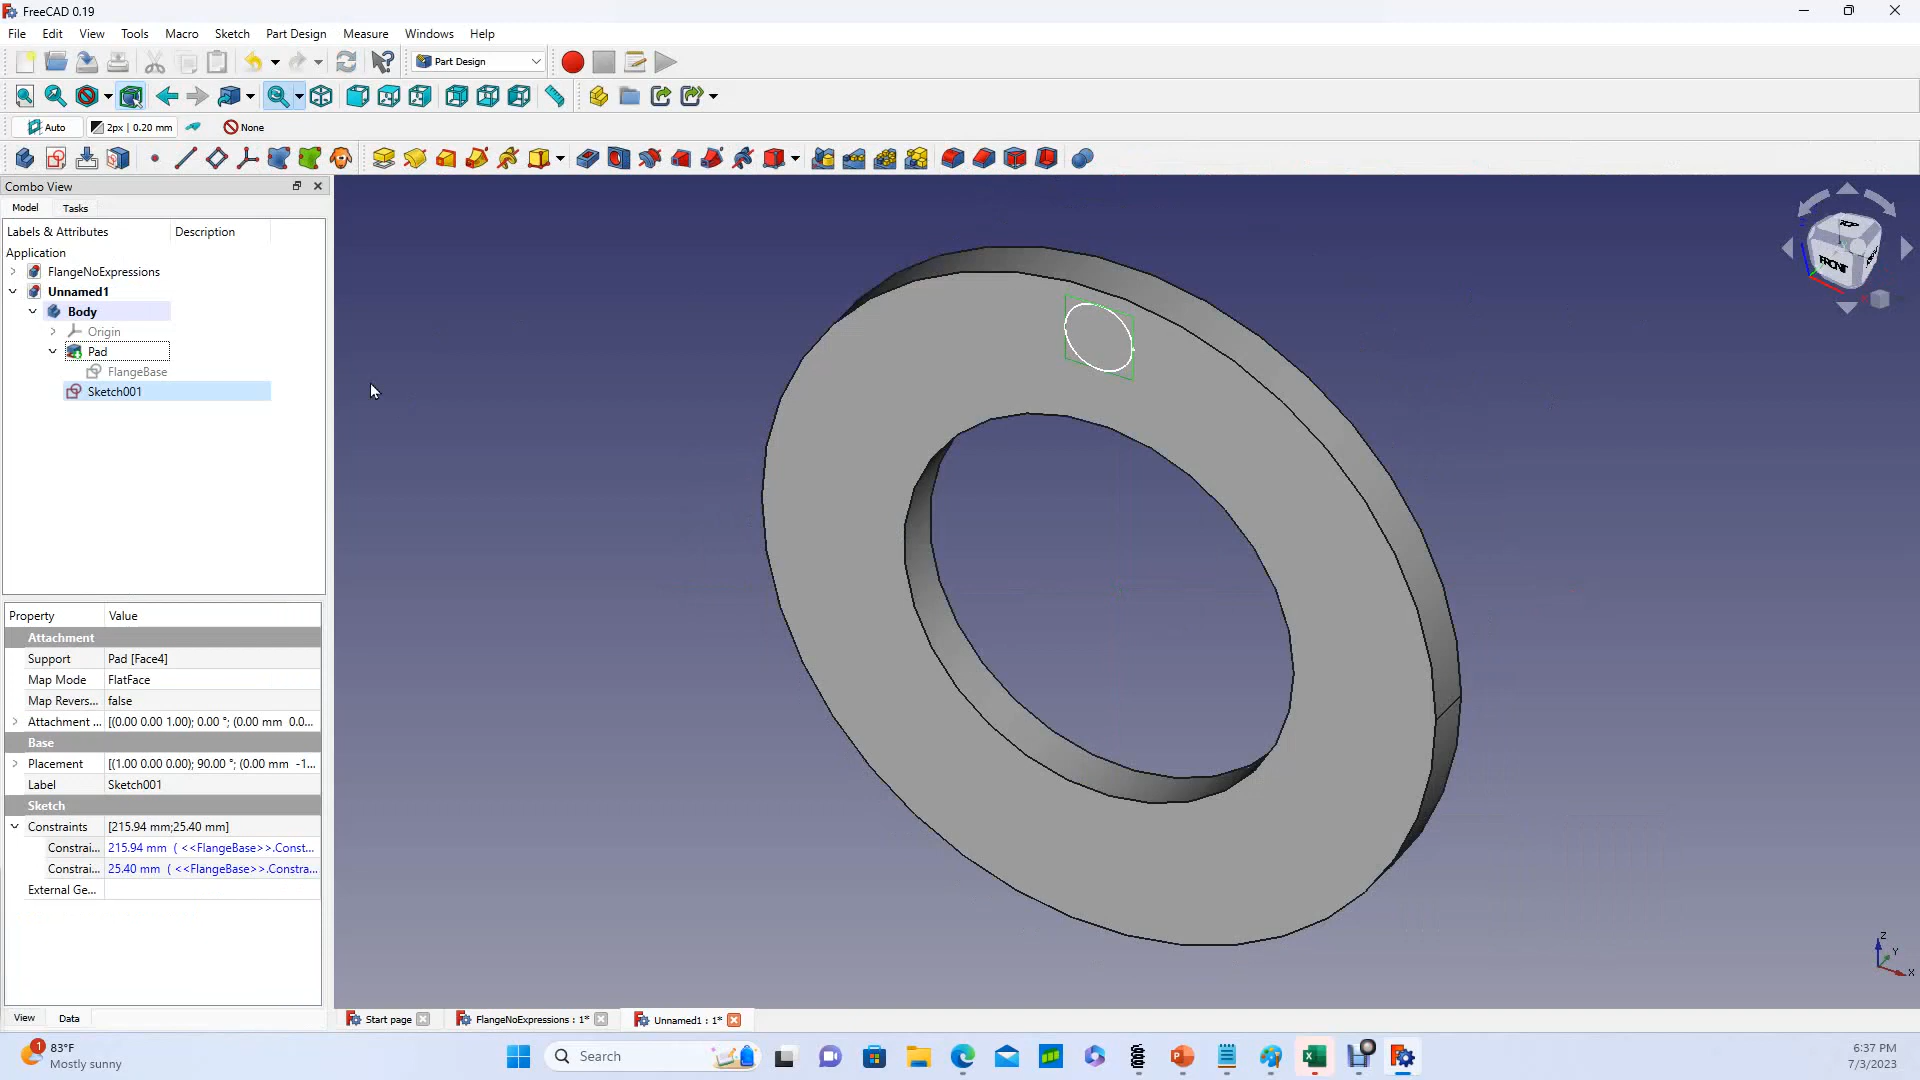 FreeCAD 0.19
File Edit View Tools Macro Sketch Part Design Measure Windows Help
Part Design
Auto 2px | 0.20 mm None
Combo View
Model Tasks
Labels & Attributes Description
Application
FlangeNoExpressions
Unnamed1
Body
Origin
Pad
FlangeBase
Sketch001
Property Value
Attachment
Support Pad [Face4]
Map Mode FlatFace
Map Revers... false
Attachment ... [(0.00 0.00 1.00); 0.00 °; (0.00 mm 0.0...
Base
Placement [(1.00 0.00 0.00); 90.00 °; (0.00 mm -1...
Label Sketch001
Sketch
Constraints [215.94 mm;25.40 mm]
Constrai... 215.94 mm ( <<FlangeBase>>.Const...
Constrai... 25.40 mm ( <<FlangeBase>>.Constra...
External Ge...
View Data
TOP
FRONT
Z
Y
X
Start page FlangeNoExpressions : 1* Unnamed1 : 1*
1
83°F
Mostly sunny
Search
6:37 PM
7/3/2023